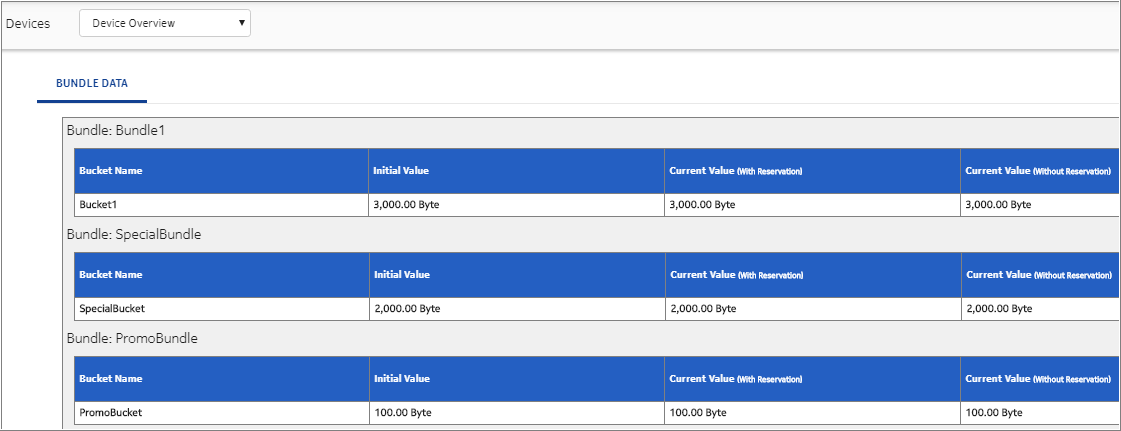 Devices Device Overview
BUNDLE DATA
Bundle: Bundle1
Bucket Name Initial Value Current Value (With Reservation) Current Value (Without Reservation)
Bucket1 3,000.00 Byte 3,000.00 Byte 3,000.00 Byte
Bundle: SpecialBundle
Bucket Name Initial Value Current Value (With Reservation) Current Value (Without Reservation)
SpecialBucket 2,000.00 Byte 2,000.00 Byte 2,000.00 Byte
Bundle: PromoBundle
Bucket Name Initial Value Current Value (With Reservation) Current Value (Without Reservation)
PromoBucket 100.00 Byte 100.00 Byte 100.00 Byte